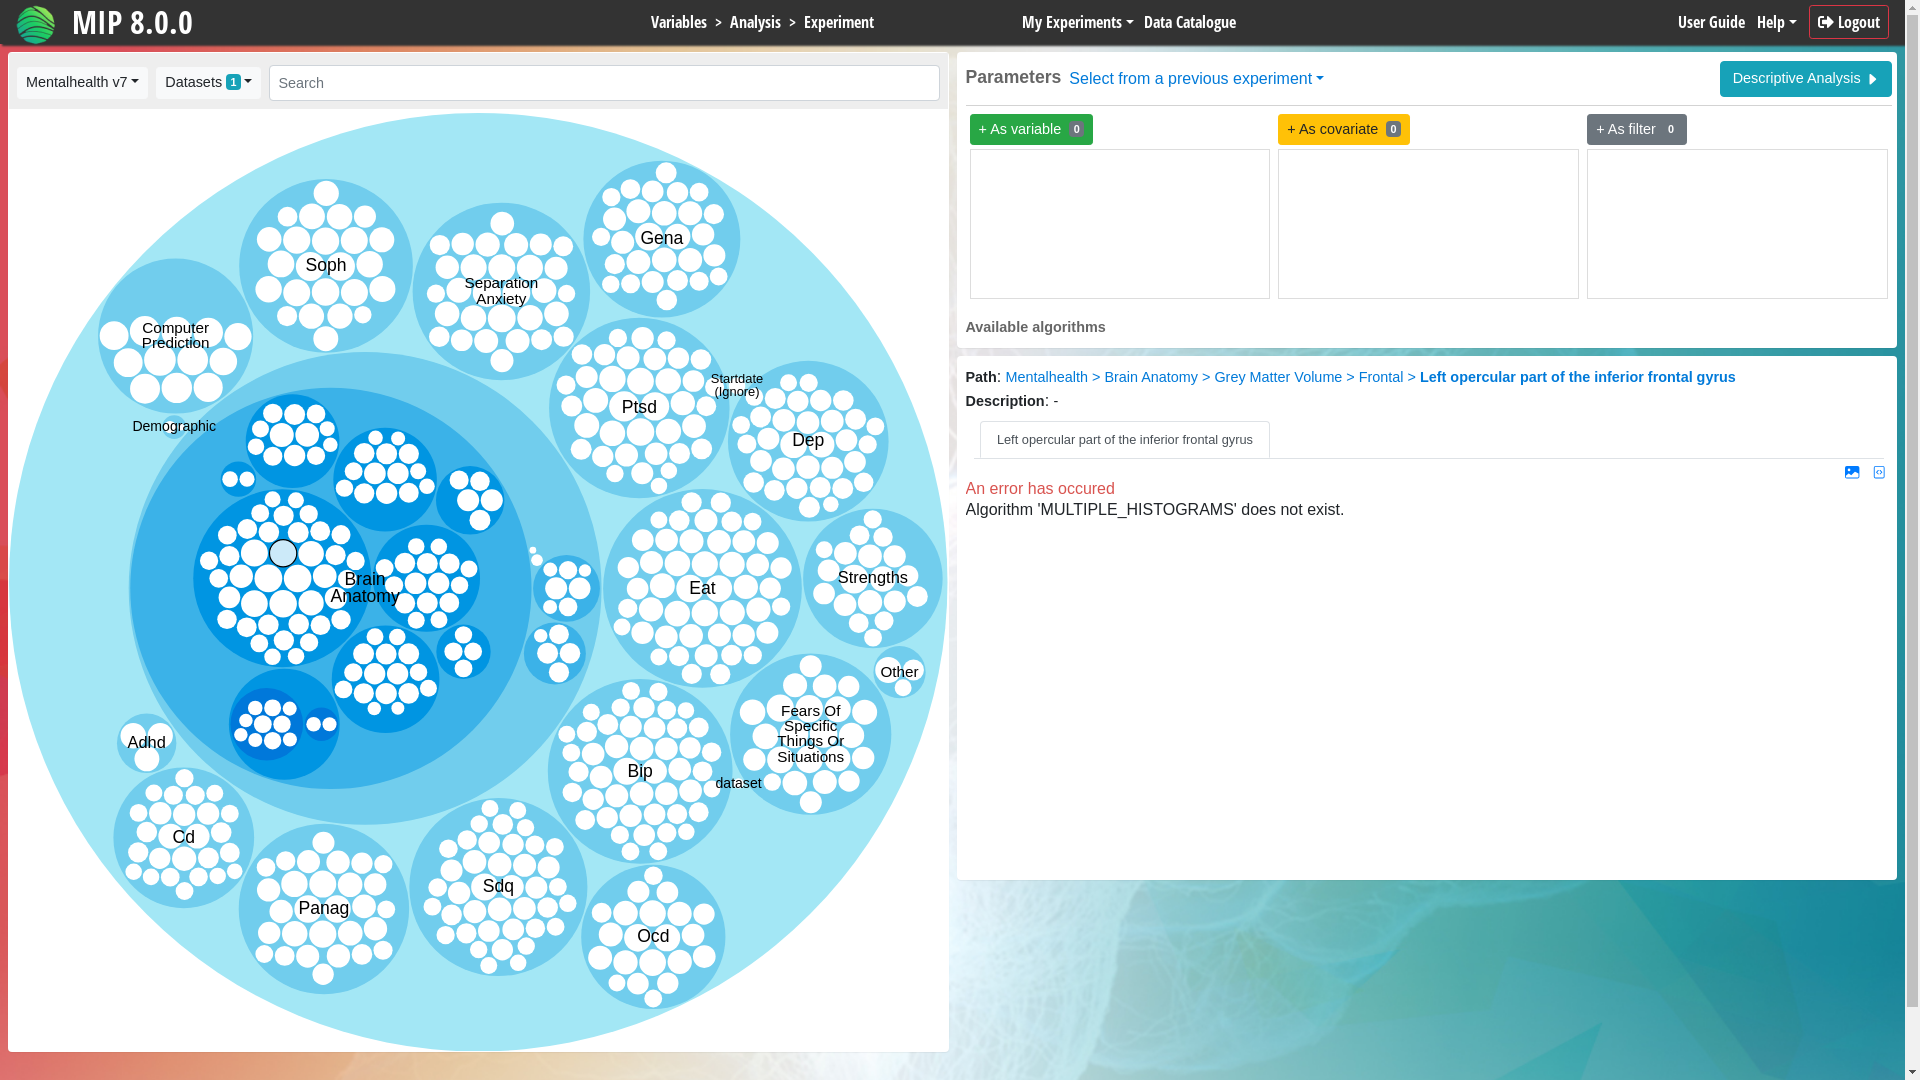 MIP 8.0.0
Variables > Analysis > Experiment
My Experiments
Data Catalogue
User Guide
Help
Logout
Mentalhealth v7
Datasets 1
Search
Gena
Soph
Separation
Anxiety
Computer
Prediction
Startdate
(Ignore)
Ptsd
Demographic
Dep
Brain
Anatomy
Eat
Strengths
Other
Fears Of
Specific
Things Or
Situations
Adhd
Bip
dataset
Cd
Sdq
Panag
Ocd
Parameters
Select from a previous experiment
Descriptive Analysis
+ As variable 0
+ As covariate 0
+ As filter 0
Available algorithms
Path: Mentalhealth > Brain Anatomy > Grey Matter Volume > Frontal > Left opercular part of the inferior frontal gyrus
Description: -
Left opercular part of the inferior frontal gyrus
An error has occured
Algorithm 'MULTIPLE_HISTOGRAMS' does not exist.